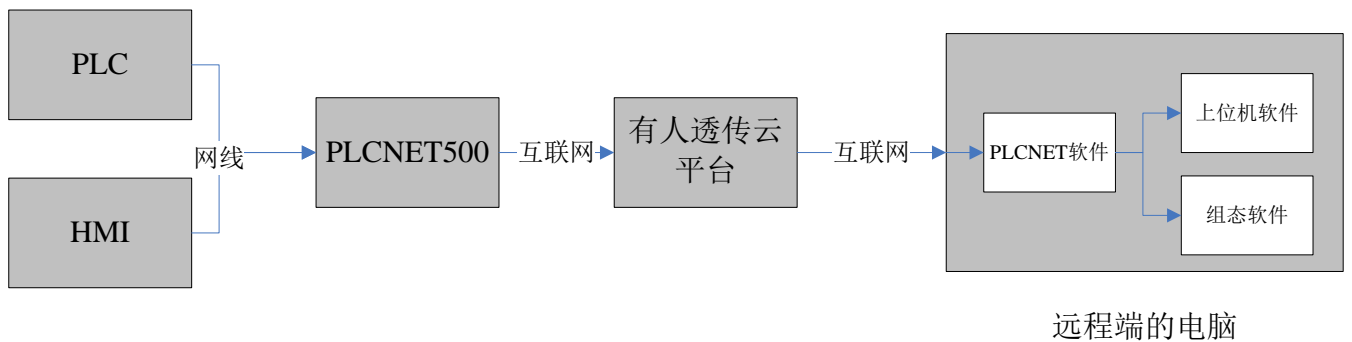 PLC
HMI
网线
PLCNET500
互联网
有人透传云
平台
互联网
PLCNET软件
上位机软件
组态软件
远程端的电脑